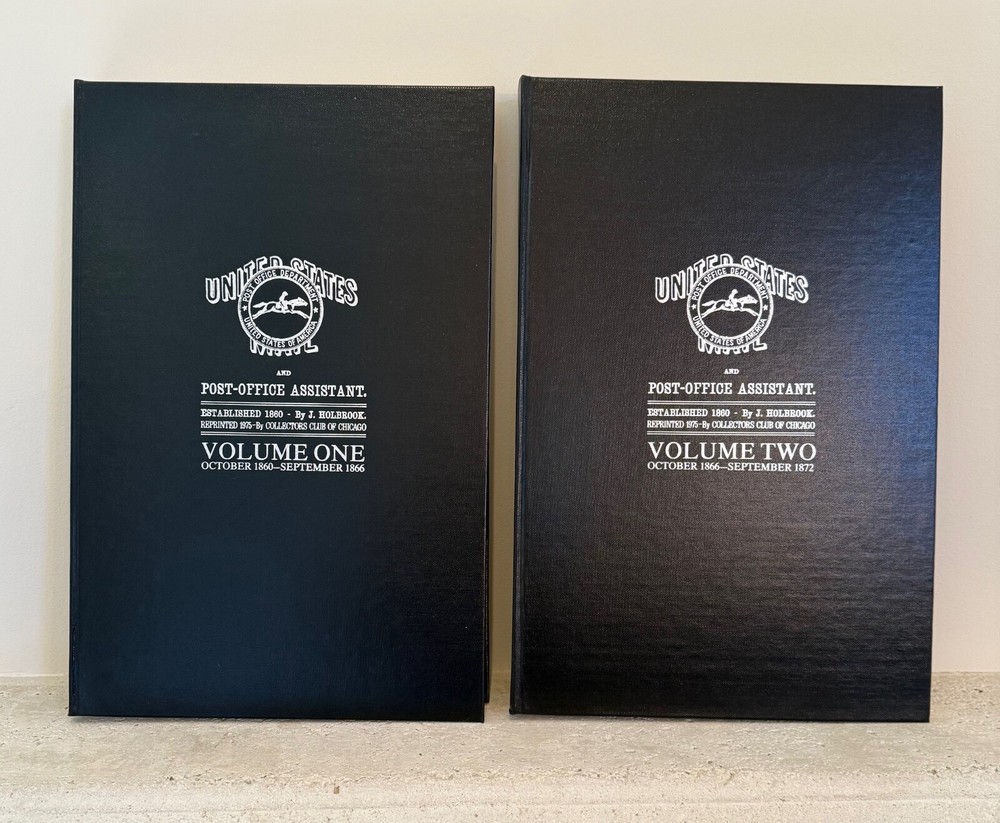 UNITED STATES
POST OFFICE DEPARTMENT
UNITED STATES OF AMERICA
MAIL
AND
POST-OFFICE ASSISTANT.
ESTABLISHED 1860 - By J. HOLBROOK.
REPRINTED 1975-By COLLECTORS CLUB OF CHICAGO
VOLUME ONE
OCTOBER 1860—SEPTEMBER 1866
UNITED STATES
POST OFFICE DEPARTMENT
UNITED STATES OF AMERICA
MAIL
AND
POST-OFFICE ASSISTANT.
ESTABLISHED 1860 - By J. HOLBROOK.
REPRINTED 1975-By COLLECTORS CLUB OF CHICAGO
VOLUME TWO
OCTOBER 1866—SEPTEMBER 1872